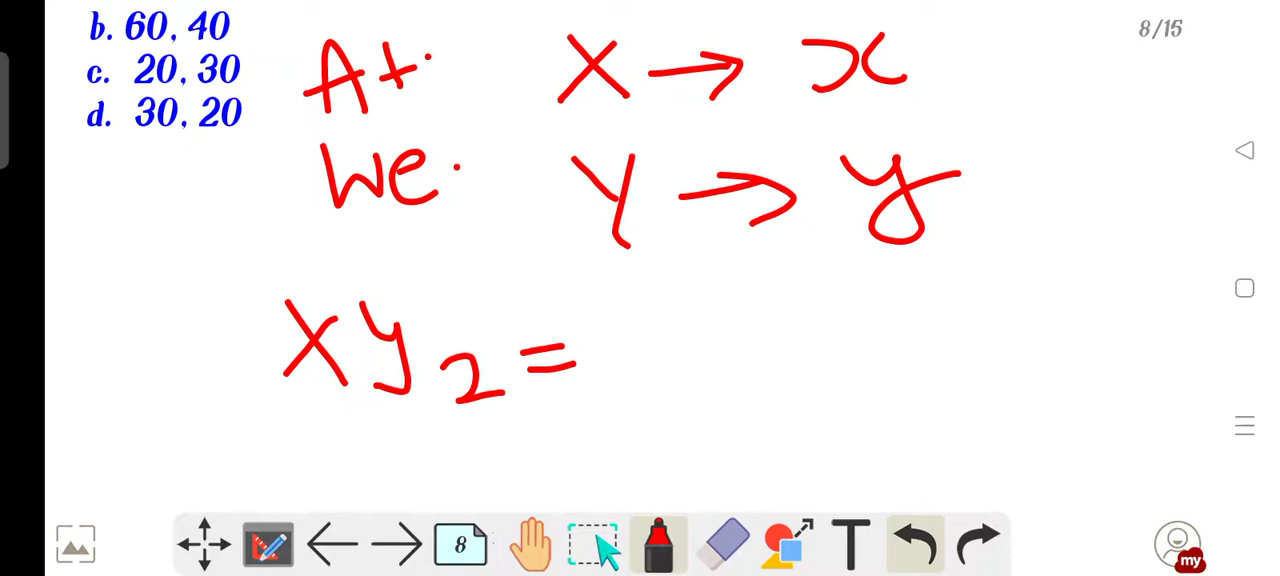 8/15
b. 60, 40
c. 20, 30
d. 30, 20
At. X → x
We. Y → y
XY2 =
8
T
my